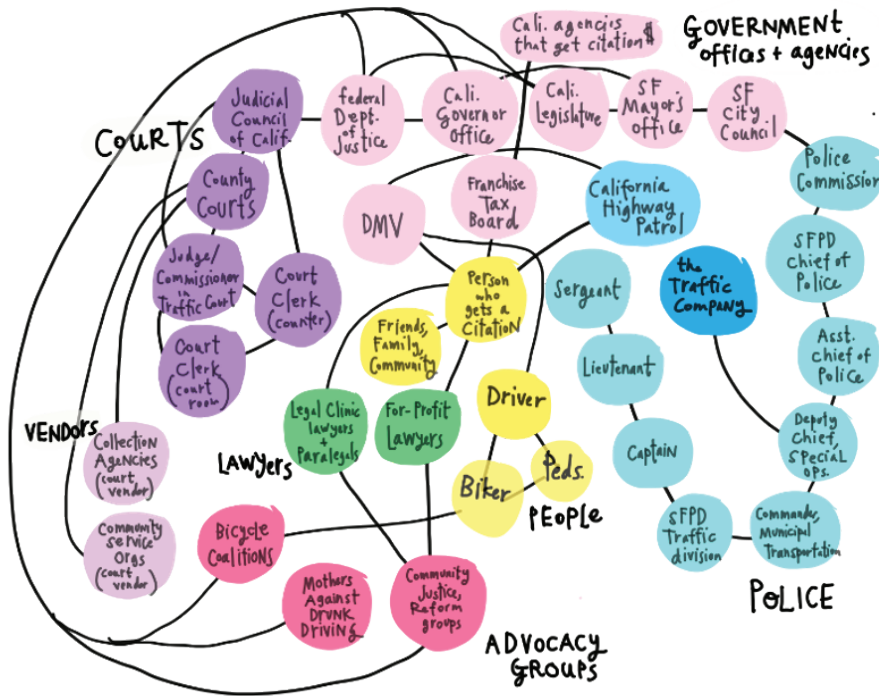 Cali. agencies
that get citation $
GOVERNMENT
offices + agencies
Judicial
Council
of Calif.
federal
Dept.
of
Justice
Cali.
Governor
Office
Cali.
Legislature
SF
Mayor's
office
SF
City
Council
COURTS
Police
Commission
County
Courts
DMV
Franchise
Tax
Board
California
Highway
Patrol
SFPD
Chief of
Police
Judge/
Commissioner
in
Traffic Court
Court
Clerk
(counter)
Person
who
gets a
Citation
Sergeant
the
Traffic
Company
Friends,
Family,
Community
Court
Clerk
(court
room)
Lieutenant
Asst.
chief of
Police
Driver
VENDORS
Collection
Agencies
(court
vendor)
LAWyers
Legal Clinic
lawyers
+
Paralegals
For-Profit
Lawyers
Captain
Deputy
Chief,
Special
ops.
Biker
Peds.
PEOPLE
Community
Service
Orgs
(court
vendor)
Bicycle
Coalitions
SFPD
Traffic
division
Commander,
Municipal
Transportation
Mothers
Against
Drunk
Driving
Community
Justice,
Reform
groups
POLICE
ADVOCACY
GROUPS